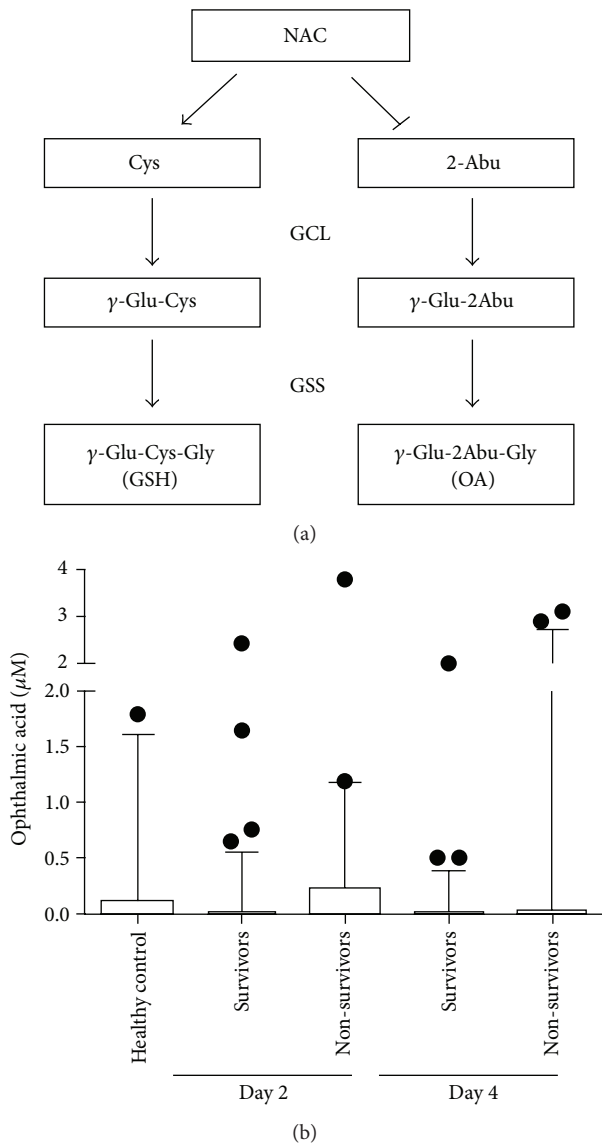 NAC
Cys
2-Abu
GCL
γ-Glu-Cys
γ-Glu-2Abu
GSS
γ-Glu-Cys-Gly
(GSH)
γ-Glu-2Abu-Gly
(OA)
(a)
4
3
2
2.0
1.5
1.0
0.5
0.0
Ophthalmic acid (μM)
Healthy control
Survivors
Non-survivors
Survivors
Non-survivors
Day 2
Day 4
(b)